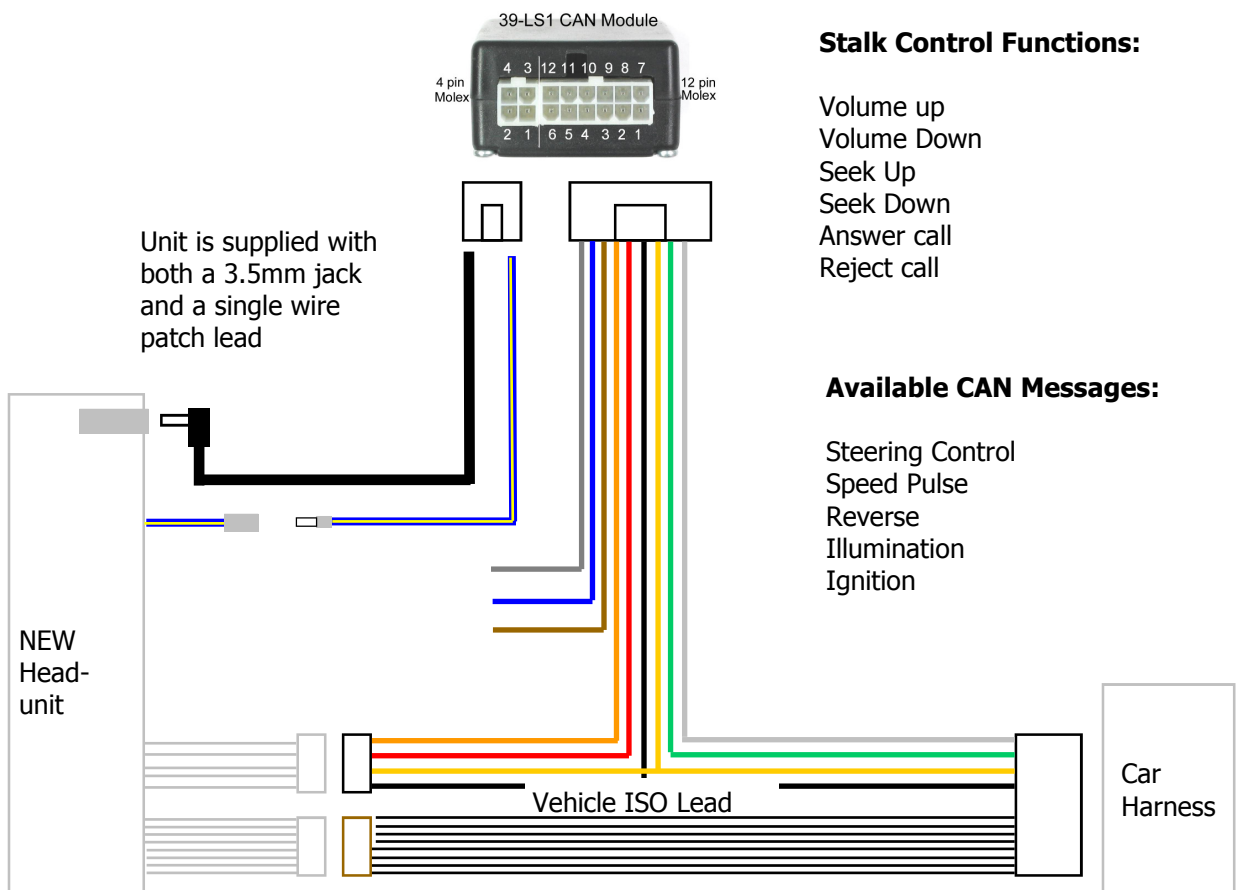 39-LS1 CAN Module
4 3 12 11 10 9 8 7
4 pin
Molex
12 pin
Molex
2 1 6 5 4 3 2 1
Stalk Control Functions:
Volume up
Volume Down
Seek Up
Seek Down
Answer call
Reject call
Unit is supplied with
both a 3.5mm jack
and a single wire
patch lead
Available CAN Messages:
Steering Control
Speed Pulse
Reverse
Illumination
Ignition
NEW
Head-
unit
Vehicle ISO Lead
Car
Harness